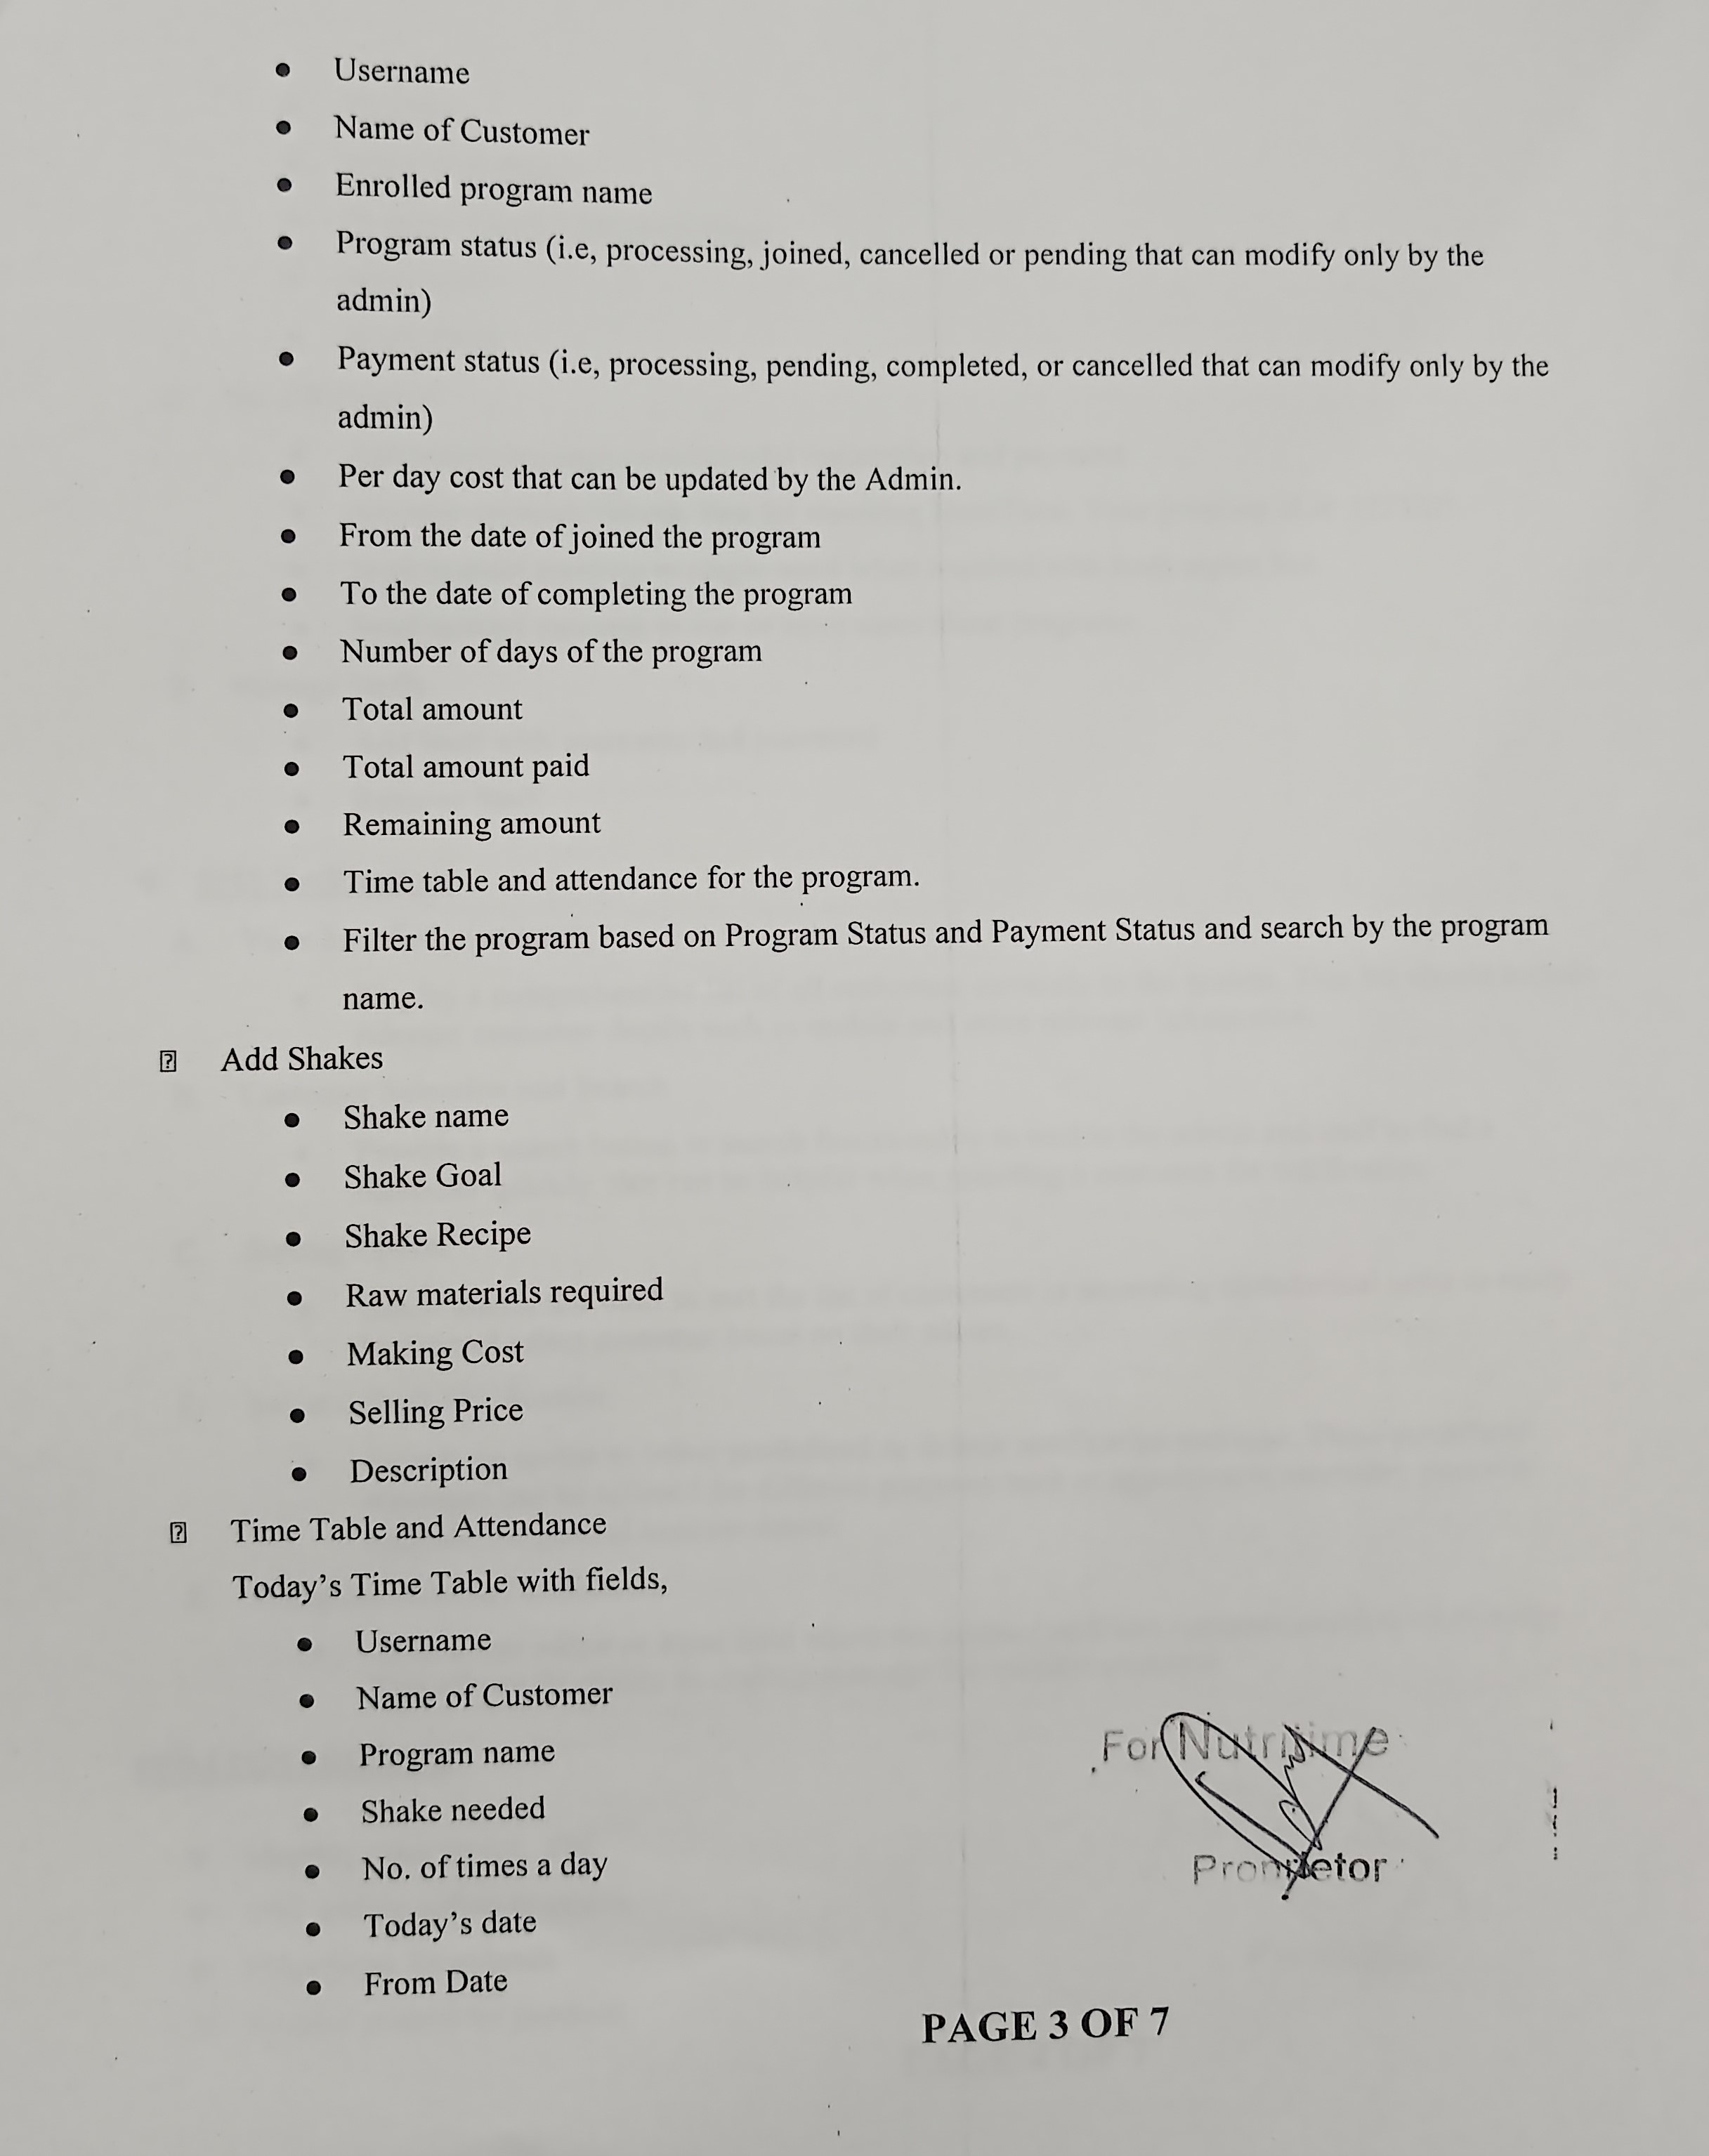 • Username
• Name of Customer
• Enrolled program name
• Program status (i.e, processing, joined, cancelled or pending that can modify only by the
admin)
• Payment status (i.e, processing, pending, completed, or cancelled that can modify only by the
admin)
• Per day cost that can be updated by the Admin.
• From the date of joined the program
• To the date of completing the program
• Number of days of the program
• Total amount
• Total amount paid
• Remaining amount
• Time table and attendance for the program.
• Filter the program based on Program Status and Payment Status and search by the program
name.
⍰ Add Shakes
• Shake name
• Shake Goal
• Shake Recipe
• Raw materials required
• Making Cost
• Selling Price
• Description
⍰ Time Table and Attendance
Today’s Time Table with fields,
• Username
• Name of Customer
• Program name
• Shake needed
• No. of times a day
• Today’s date
• From Date
For Nutritime
Proprietor
PAGE 3 OF 7